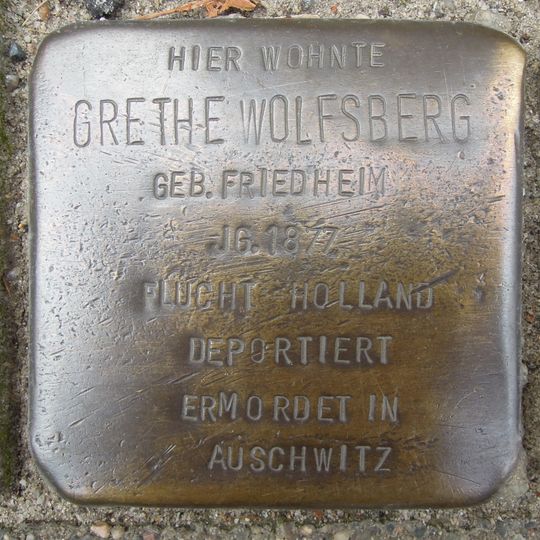 HIER WOHNTE
GRETHE WOLFSBERG
GEB. FRIEDHEIM
JG. 1877
FLUCHT HOLLAND
DEPORTIERT
ERMORDET IN
AUSCHWITZ